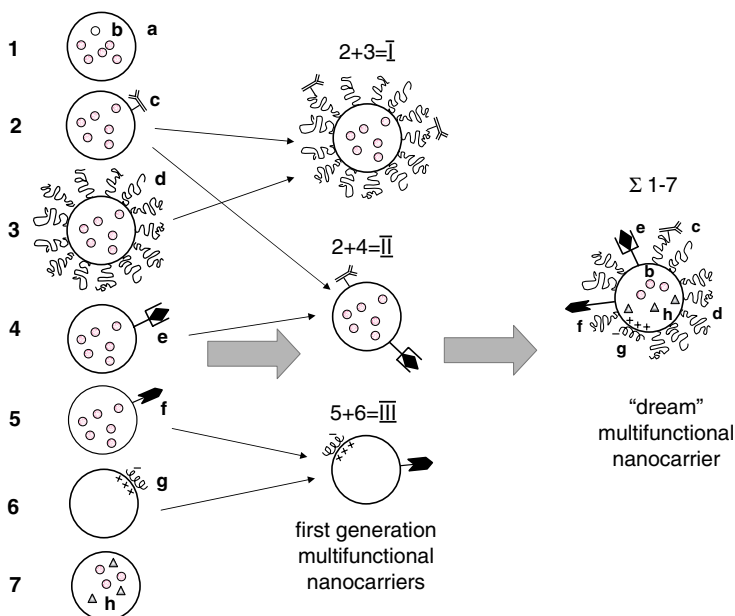 1
b
a
2
c
d
3
4
e
5
f
6
g
7
h
2+3=I
2+4=II
5+6=III
first generation
multifunctional
nanocarriers
Σ 1-7
e
c
b
h
f
d
g
“dream”
multifunctional
nanocarrier